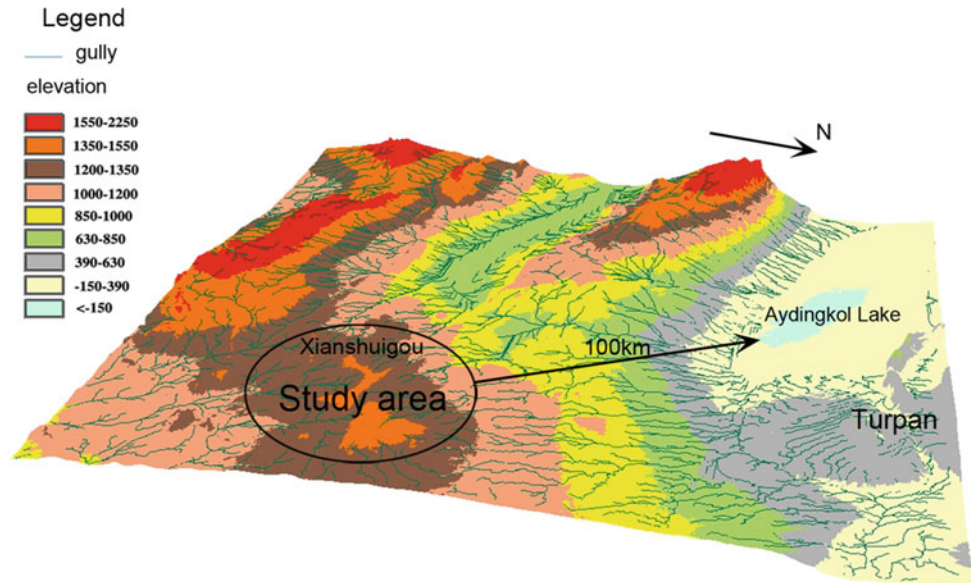 Legend
gully
elevation
1550-2250
1350-1550
1200-1350
1000-1200
850-1000
630-850
390-630
-150-390
<-150
N
Aydingkol Lake
Xianshuigou
100km
Study area
Turpan